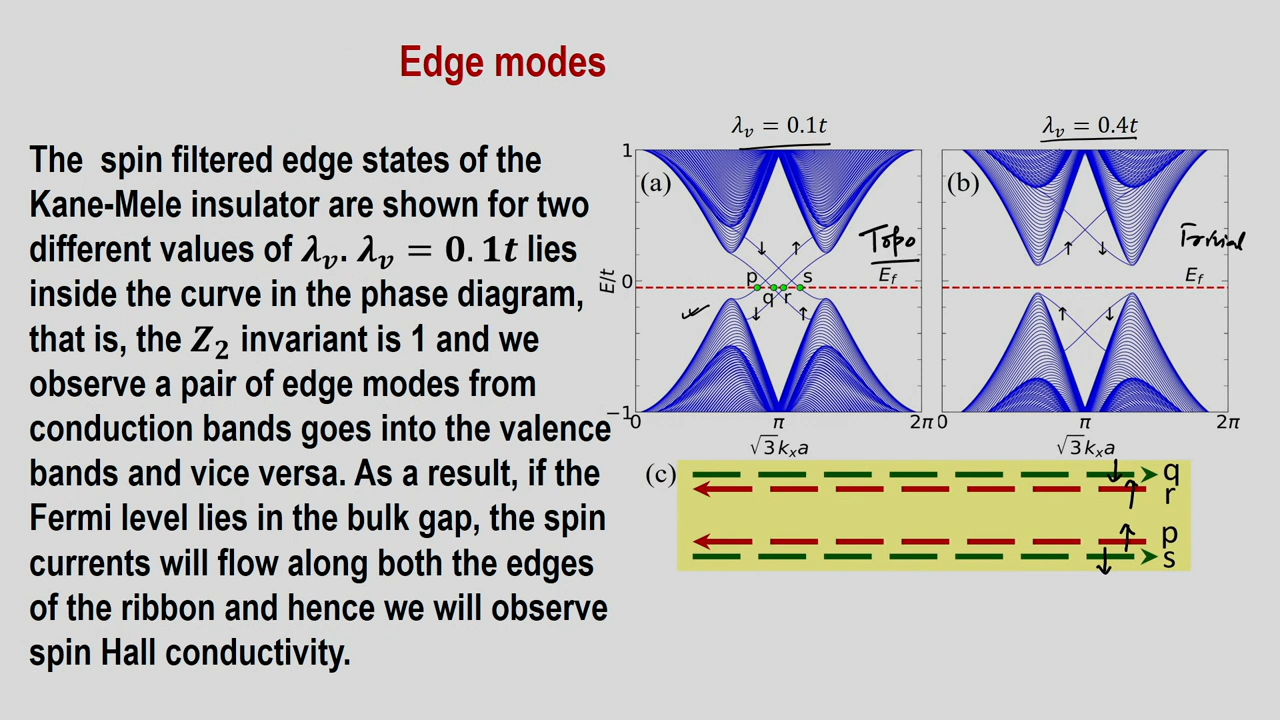 Edge modes
The spin filtered edge states of the
Kane-Mele insulator are shown for two
different values of λ𝑣. λ𝑣 = 0.1t lies
inside the curve in the phase diagram,
that is, the Z₂ invariant is 1 and we
observe a pair of edge modes from
conduction bands goes into the valence
bands and vice versa. As a result, if the
Fermi level lies in the bulk gap, the spin
currents will flow along both the edges
of the ribbon and hence we will observe
spin Hall conductivity.
λ𝑣 = 0.1t
1
(a)
↓ ↑
Topo
p s
E_f
0
E/t
q r
↓ ↑
−1
0 π 2π
√3kₓa
λ𝑣 = 0.4t
(b)
Trivial
↑ ↓
E_f
↑ ↓
0 π 2π
√3kₓa
(c)
↓ q
↑ r
↑ p
↓ s